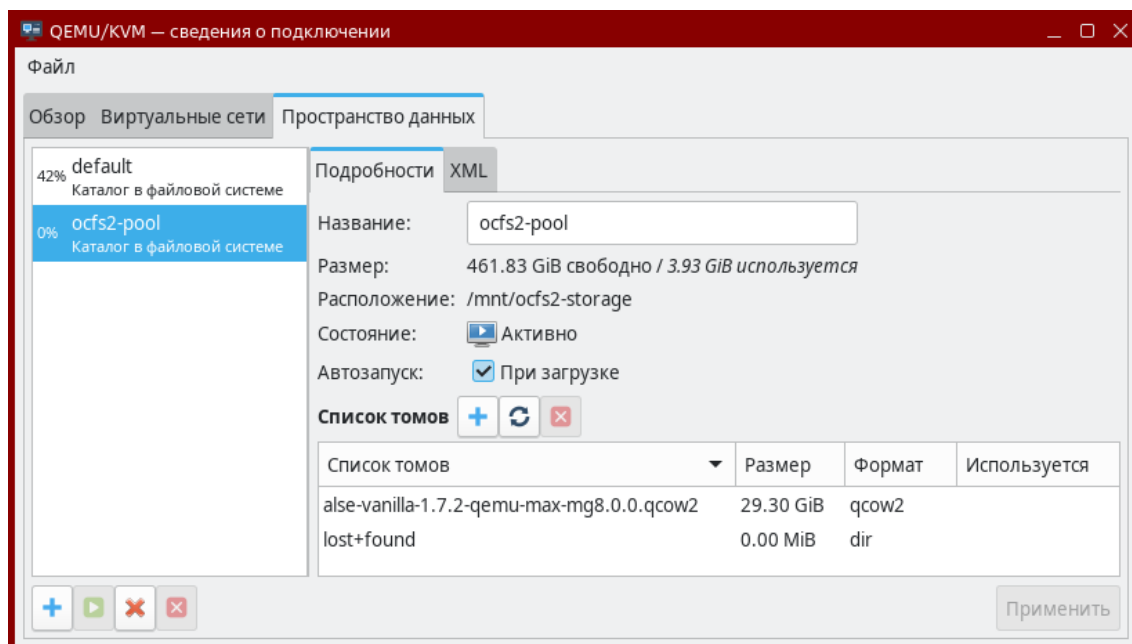 QEMU/KVM — сведения о подключении
Файл
Обзор Виртуальные сети Пространство данных
42% default
Каталог в файловой системе
0% ocfs2-pool
Каталог в файловой системе
Подробности XML
Название: ocfs2-pool
Размер: 461.83 GiB свободно / 3.93 GiB используется
Расположение: /mnt/ocfs2-storage
Состояние: Активно
Автозапуск: При загрузке
Список томов
Список томов Размер Формат Используется
alse-vanilla-1.7.2-qemu-max-mg8.0.0.qcow2 29.30 GiB qcow2
lost+found 0.00 MiB dir
Применить